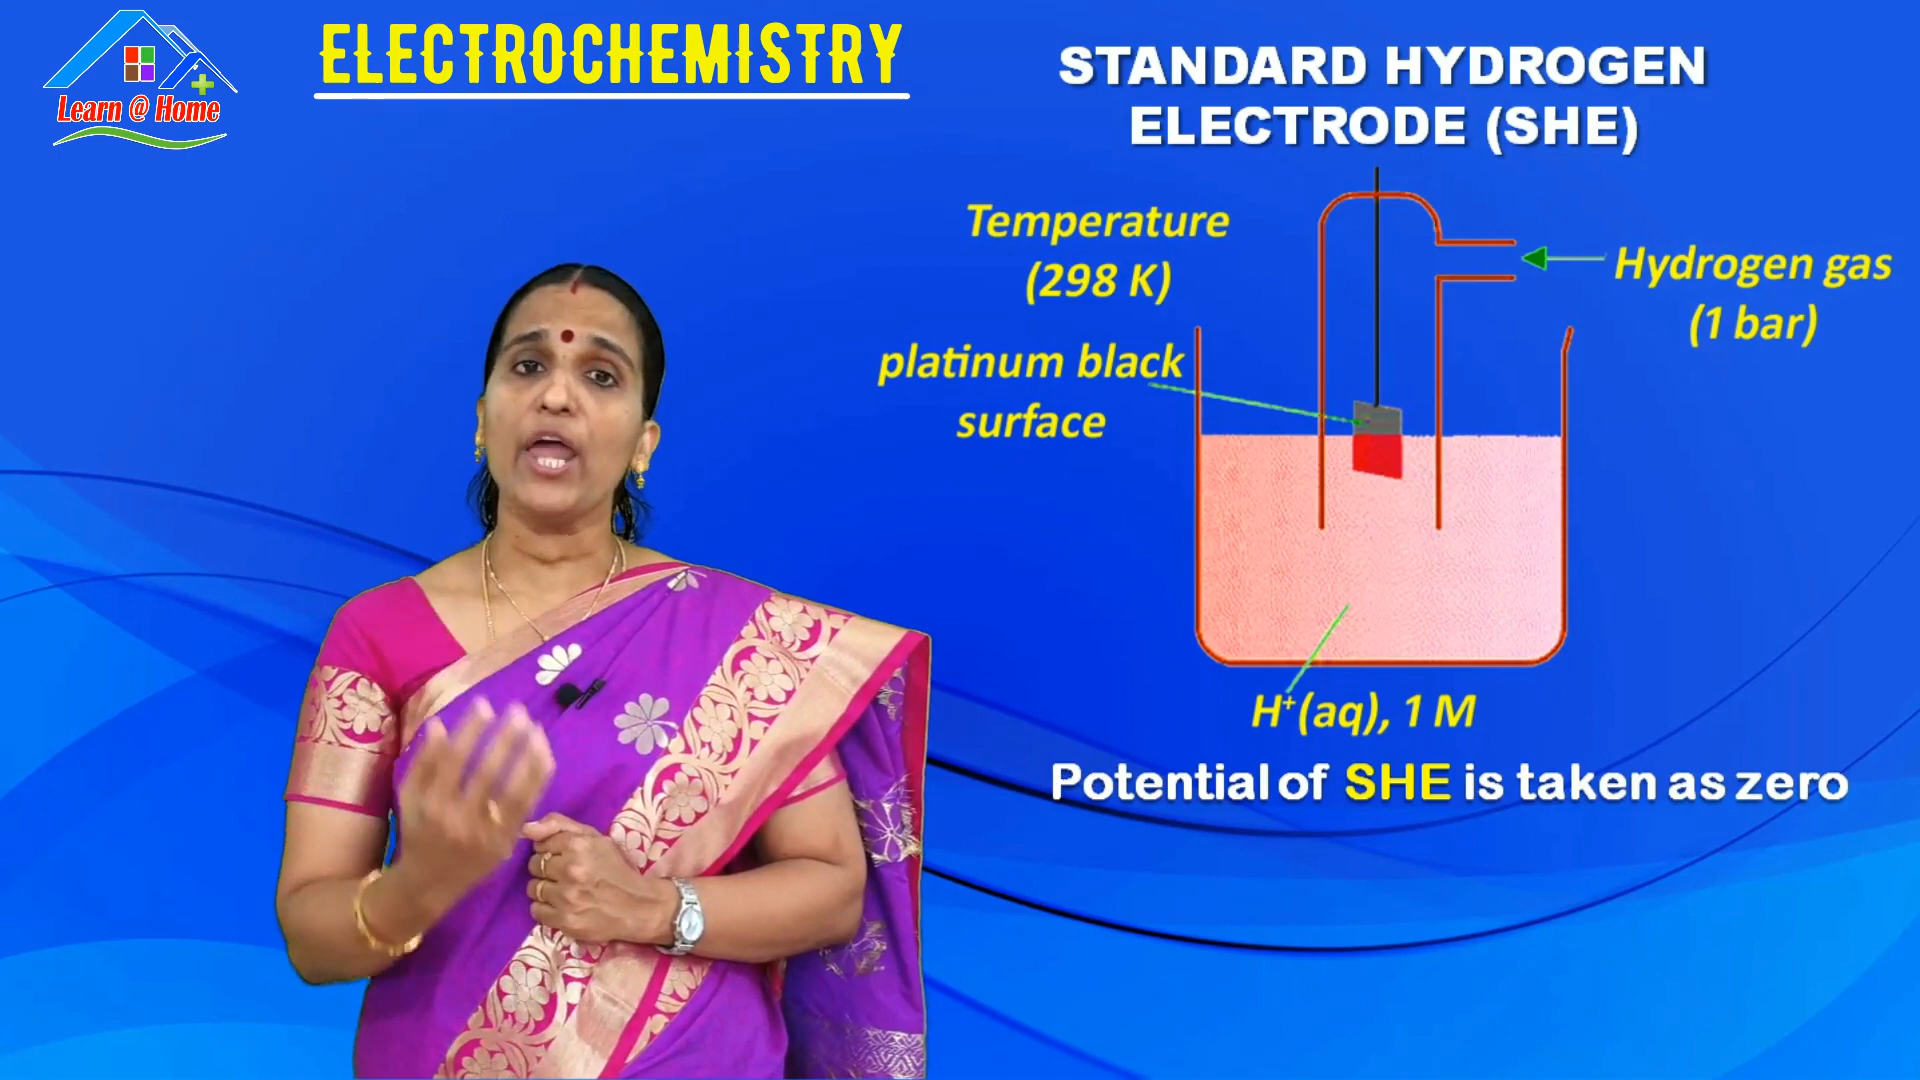 Learn @ Home
ELECTROCHEMISTRY
STANDARD HYDROGEN
ELECTRODE (SHE)
Temperature
(298 K)
Hydrogen gas
(1 bar)
platinum black
surface
H⁺(aq), 1 M
Potential of SHE is taken as zero